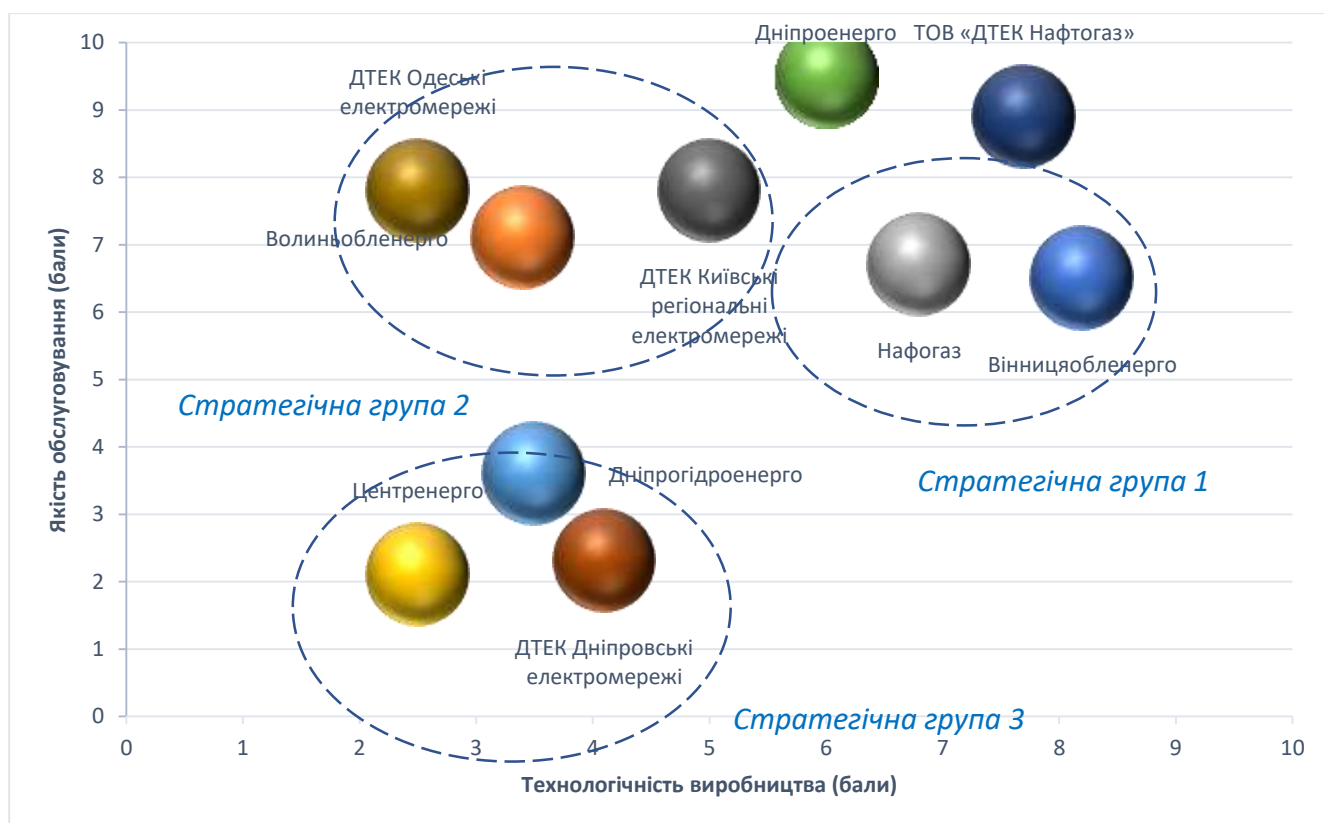 Дніпроенерго
ТОВ «ДТЕК Нафтогаз»
ДТЕК Одеські
електромережі
Волиньобленерго
ДТЕК Київські
регіональні
електромережі
Нафогаз
Вінницяобленерго
Стратегічна група 2
Стратегічна група 1
Центренерго
Дніпрогідроенерго
ДТЕК Дніпровські
електромережі
Стратегічна група 3
Якість обслуговування (бали)
10
9
8
7
6
5
4
3
2
1
0
0 1 2 3 4 5 6 7 8 9 10
Технологічність виробництва (бали)